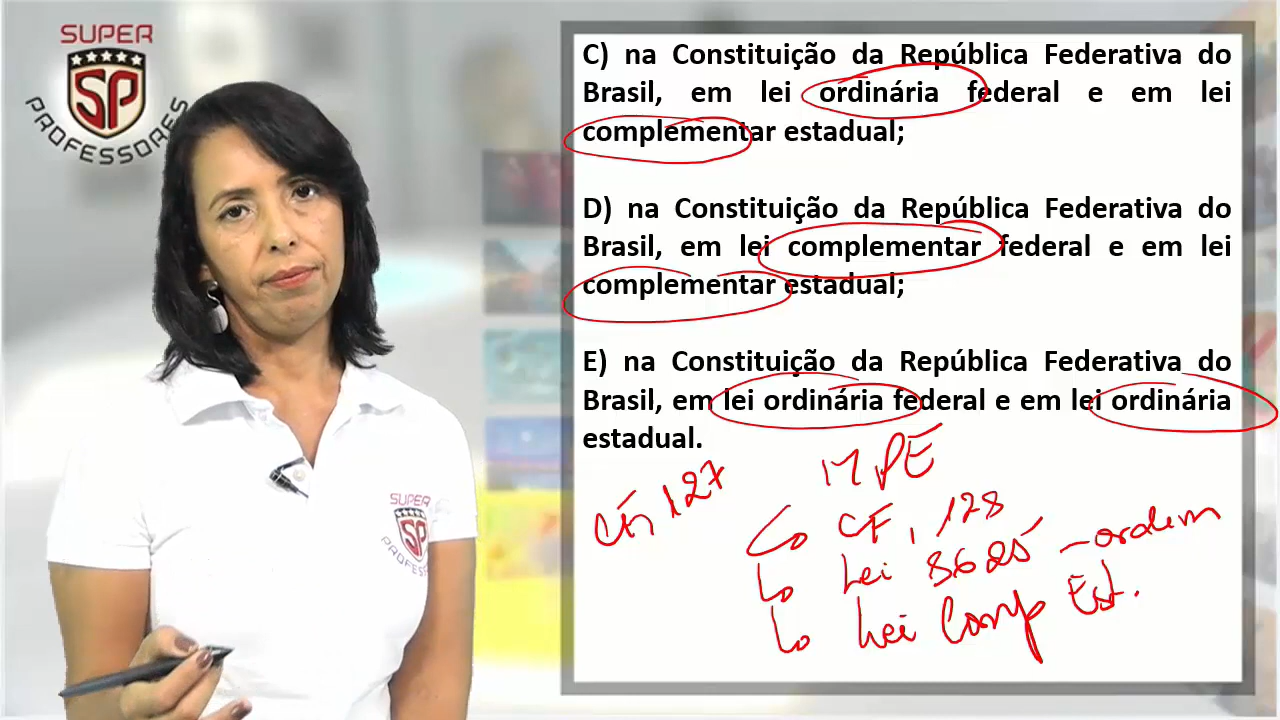 SUPER
SP
PROFESSORES
C) na Constituição da República Federativa do
Brasil, em lei ordinária federal e em lei
complementar estadual;
D) na Constituição da República Federativa do
Brasil, em lei complementar federal e em lei
complementar estadual;
E) na Constituição da República Federativa do
Brasil, em lei ordinária federal e em lei ordinária
estadual.
MPE
CF, 127
CF, 128
Lei 8625 - ordin
Lei Comp Est.
SUPER
SP